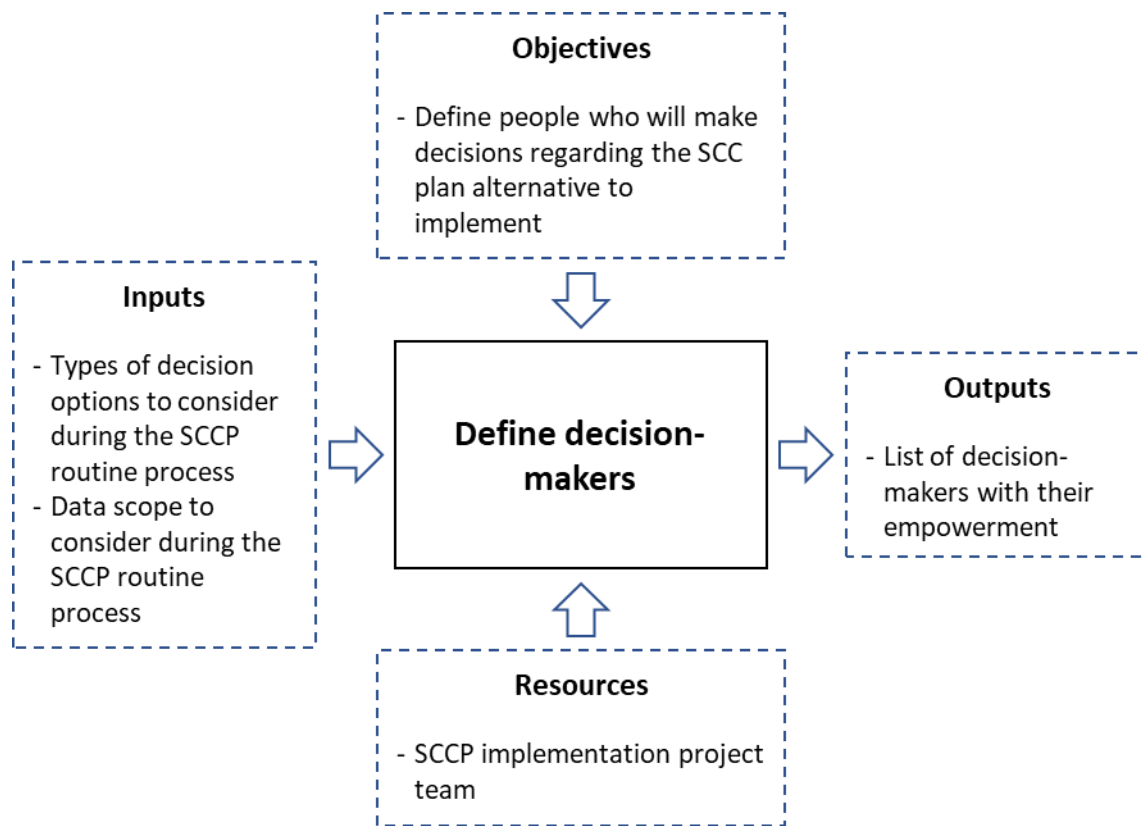 Objectives
- Define people who will make
decisions regarding the SCC
plan alternative to
implement
Inputs
- Types of decision
options to consider
during the SCCP
routine process
- Data scope to
consider during the
SCCP routine
process
Define decision-
makers
Outputs
- List of decision-
makers with their
empowerment
Resources
- SCCP implementation project
team